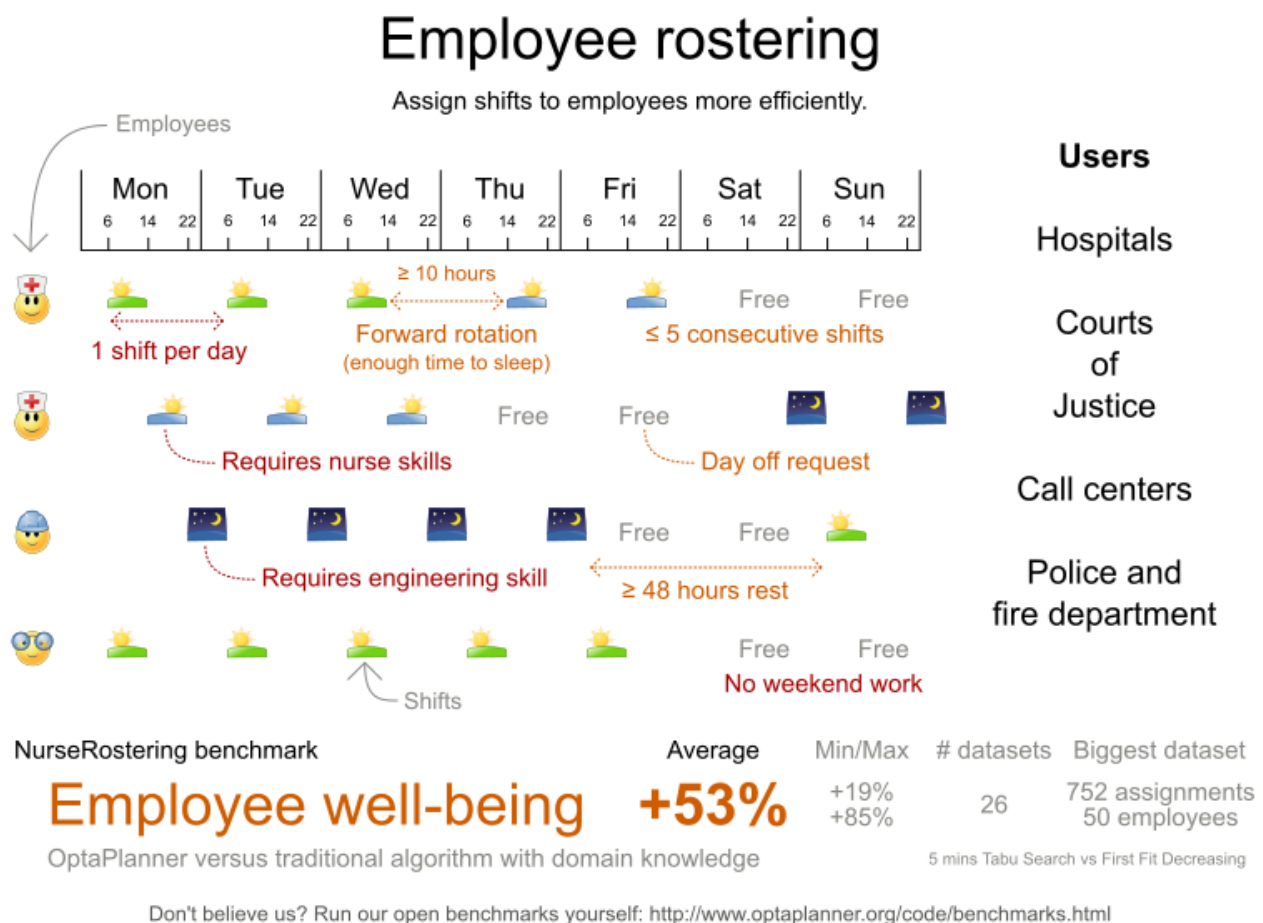 Employee rostering
Assign shifts to employees more efficiently.
Employees
Users
Mon Tue Wed Thu Fri Sat Sun
6 14 22 6 14 22 6 14 22 6 14 22 6 14 22 6 14 22 6 14 22
Hospitals
≥ 10 hours
Free Free
1 shift per day
Forward rotation
(enough time to sleep)
≤ 5 consecutive shifts
Courts
of
Justice
Free Free
Requires nurse skills
Day off request
Call centers
Free Free
Requires engineering skill
≥ 48 hours rest
Police and
fire department
Free Free
No weekend work
Shifts
NurseRostering benchmark
Average Min/Max # datasets Biggest dataset
Employee well-being +53%
+19%
+85%
26
752 assignments
50 employees
OptaPlanner versus traditional algorithm with domain knowledge
5 mins Tabu Search vs First Fit Decreasing
Don't believe us? Run our open benchmarks yourself: http://www.optaplanner.org/code/benchmarks.html